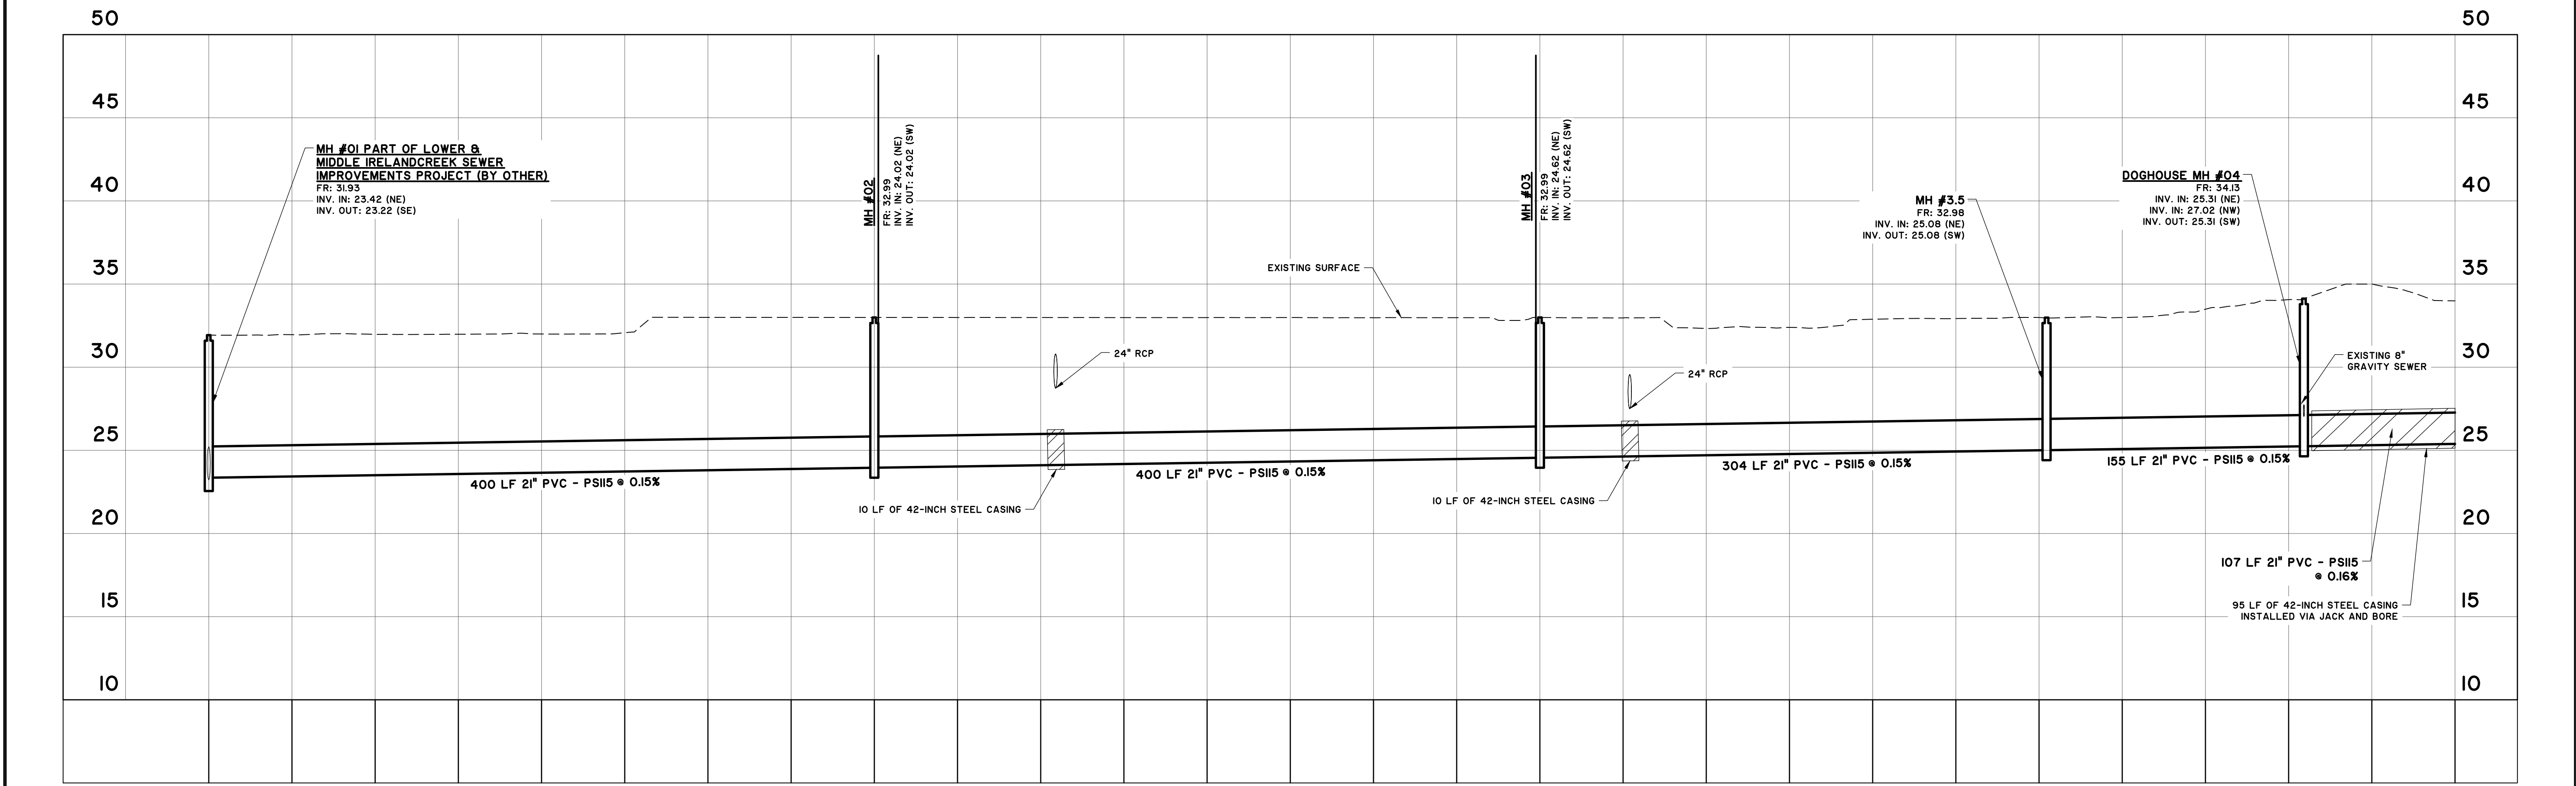 50
50
45
45
40
40
35
35
30
30
25
25
20
20
15
15
10
10
MH #01 PART OF LOWER &
MIDDLE IRELANDCREEK SEWER
IMPROVEMENTS PROJECT (BY OTHER)
FR: 31.93
INV. IN: 23.42 (NE)
INV. OUT: 23.22 (SE)
MH #02
FR: 32.99
INV. IN: 24.02 (NE)
INV. OUT: 24.02 (SW)
MH #03
FR: 32.99
INV. IN: 24.62 (NE)
INV. OUT: 24.62 (SW)
MH #3.5
FR: 32.98
INV. IN: 25.08 (NE)
INV. OUT: 25.08 (SW)
DOGHOUSE MH #04
FR: 34.13
INV. IN: 25.31 (NE)
INV. IN: 27.02 (NW)
INV. OUT: 25.31 (SW)
EXISTING SURFACE
24" RCP
24" RCP
EXISTING 8"
GRAVITY SEWER
400 LF 21" PVC - PS115 @ 0.15%
400 LF 21" PVC - PS115 @ 0.15%
304 LF 21" PVC - PS115 @ 0.15%
155 LF 21" PVC - PS115 @ 0.15%
10 LF OF 42-INCH STEEL CASING
10 LF OF 42-INCH STEEL CASING
107 LF 21" PVC - PS115
@ 0.16%
95 LF OF 42-INCH STEEL CASING
INSTALLED VIA JACK AND BORE